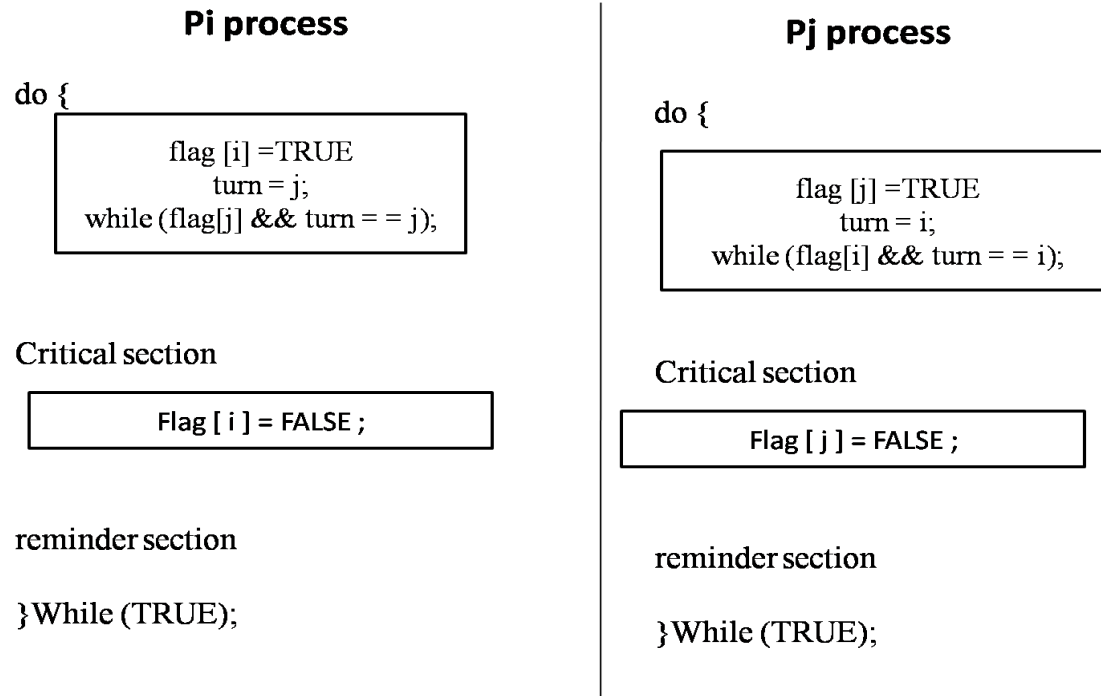 Pi process
do {
flag [i] =TRUE
turn = j;
while (flag[j] && turn = = j);
Critical section
Flag [ i ] = FALSE ;
reminder section
}While (TRUE);
Pj process
do {
flag [j] =TRUE
turn = i;
while (flag[i] && turn = = i);
Critical section
Flag [ j ] = FALSE ;
reminder section
}While (TRUE);